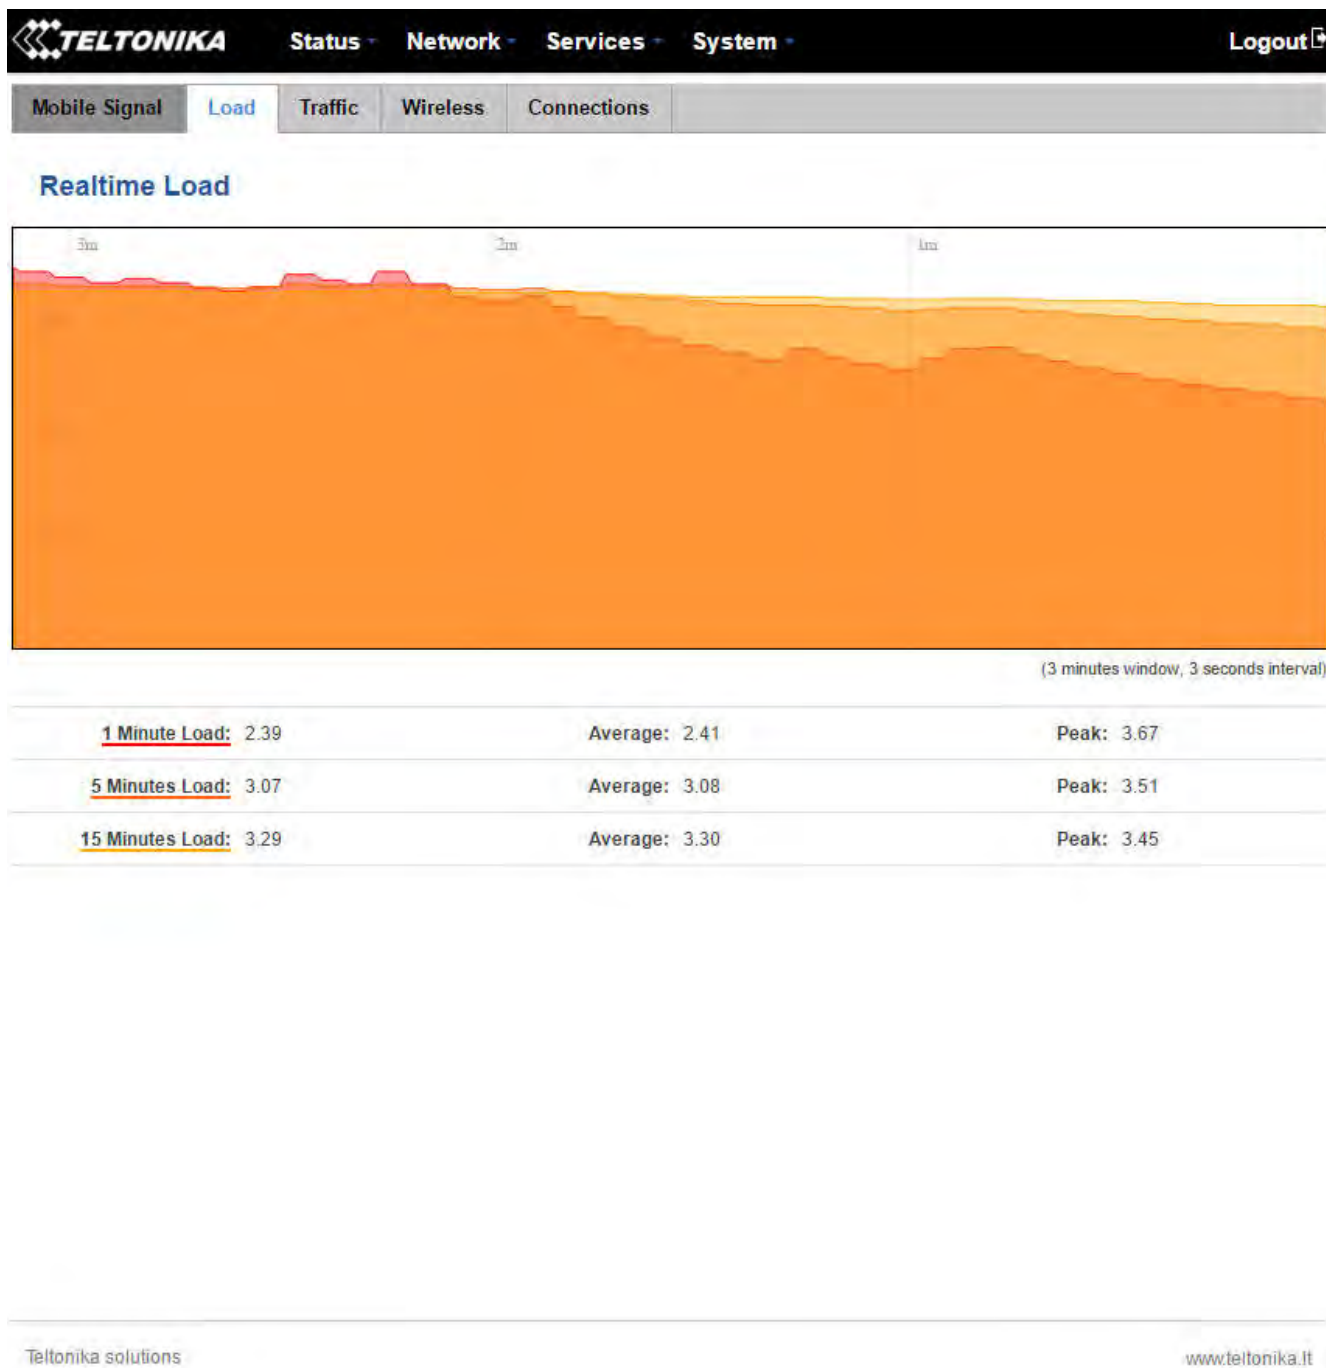 TELTONIKA Status Network Services System Logout
Mobile Signal Load Traffic Wireless Connections
Realtime Load
3m 2m 1m
(3 minutes window, 3 seconds interval)
1 Minute Load: 2.39 Average: 2.41 Peak: 3.67
5 Minutes Load: 3.07 Average: 3.08 Peak: 3.51
15 Minutes Load: 3.29 Average: 3.30 Peak: 3.45
Teltonika solutions www.teltonika.lt